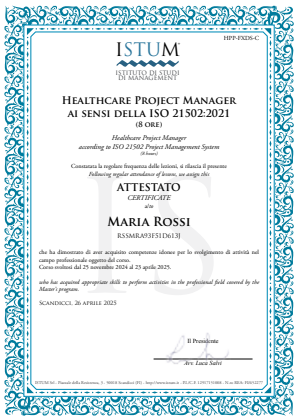 HPP-FXDS-C
ISTUM
ISTITUTO DI STUDI
DI MANAGEMENT
HEALTHCARE PROJECT MANAGER
AI SENSI DELLA ISO 21502:2021
(8 ORE)
Healthcare Project Manager
according to ISO 21502 Project Management System
(8 hours)
Constatata la regolare frequenza delle lezioni, si rilascia il presente
Following regular attendance of lessons, we assign this
ATTESTATO
CERTIFICATE
a/to
MARIA ROSSI
RSSMRA93F51D613J
che ha dimostrato di aver acquisito competenze idonee per lo svolgimento di attività nel
campo professionale oggetto del corso.
Corso svoltosi dal 25 novembre 2024 al 23 aprile 2025.
who has acquired appropriate skills to perform activities in the professional field covered by the
Master's program.
SCANDICCI, 26 APRILE 2025
Il Presidente
Avv. Luca Salvi